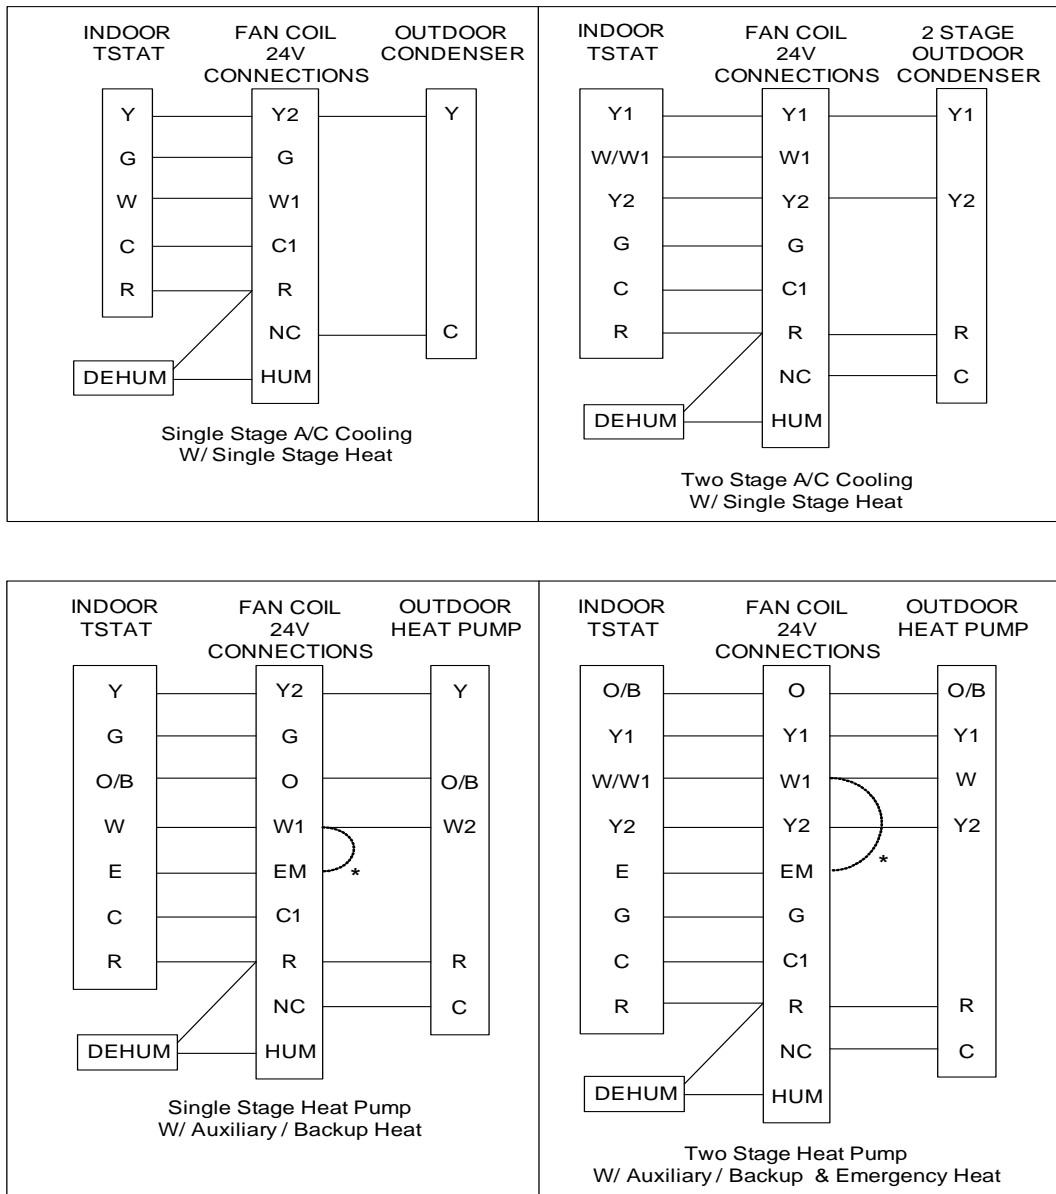 INDOOR TSTAT
FAN COIL 24V CONNECTIONS
OUTDOOR CONDENSER
Y Y2 Y
G G
W W1
C C1
R R
NC C
DEHUM HUM
Single Stage A/C Cooling
W/ Single Stage Heat
INDOOR TSTAT
FAN COIL 24V CONNECTIONS
2 STAGE OUTDOOR CONDENSER
Y1 Y1 Y1
W/W1 W1
Y2 Y2 Y2
G G
C C1
R R R
NC C
DEHUM HUM
Two Stage A/C Cooling
W/ Single Stage Heat
INDOOR TSTAT
FAN COIL 24V CONNECTIONS
OUTDOOR HEAT PUMP
Y Y2 Y
G G
O/B O O/B
W W1 W2
E EM *
C C1
R R R
NC C
DEHUM HUM
Single Stage Heat Pump
W/ Auxiliary / Backup Heat
INDOOR TSTAT
FAN COIL 24V CONNECTIONS
OUTDOOR HEAT PUMP
O/B O O/B
Y1 Y1 Y1
W/W1 W1 W
Y2 Y2 Y2
E EM *
G G
C C1
R R R
NC C
DEHUM HUM
Two Stage Heat Pump
W/ Auxiliary / Backup & Emergency Heat